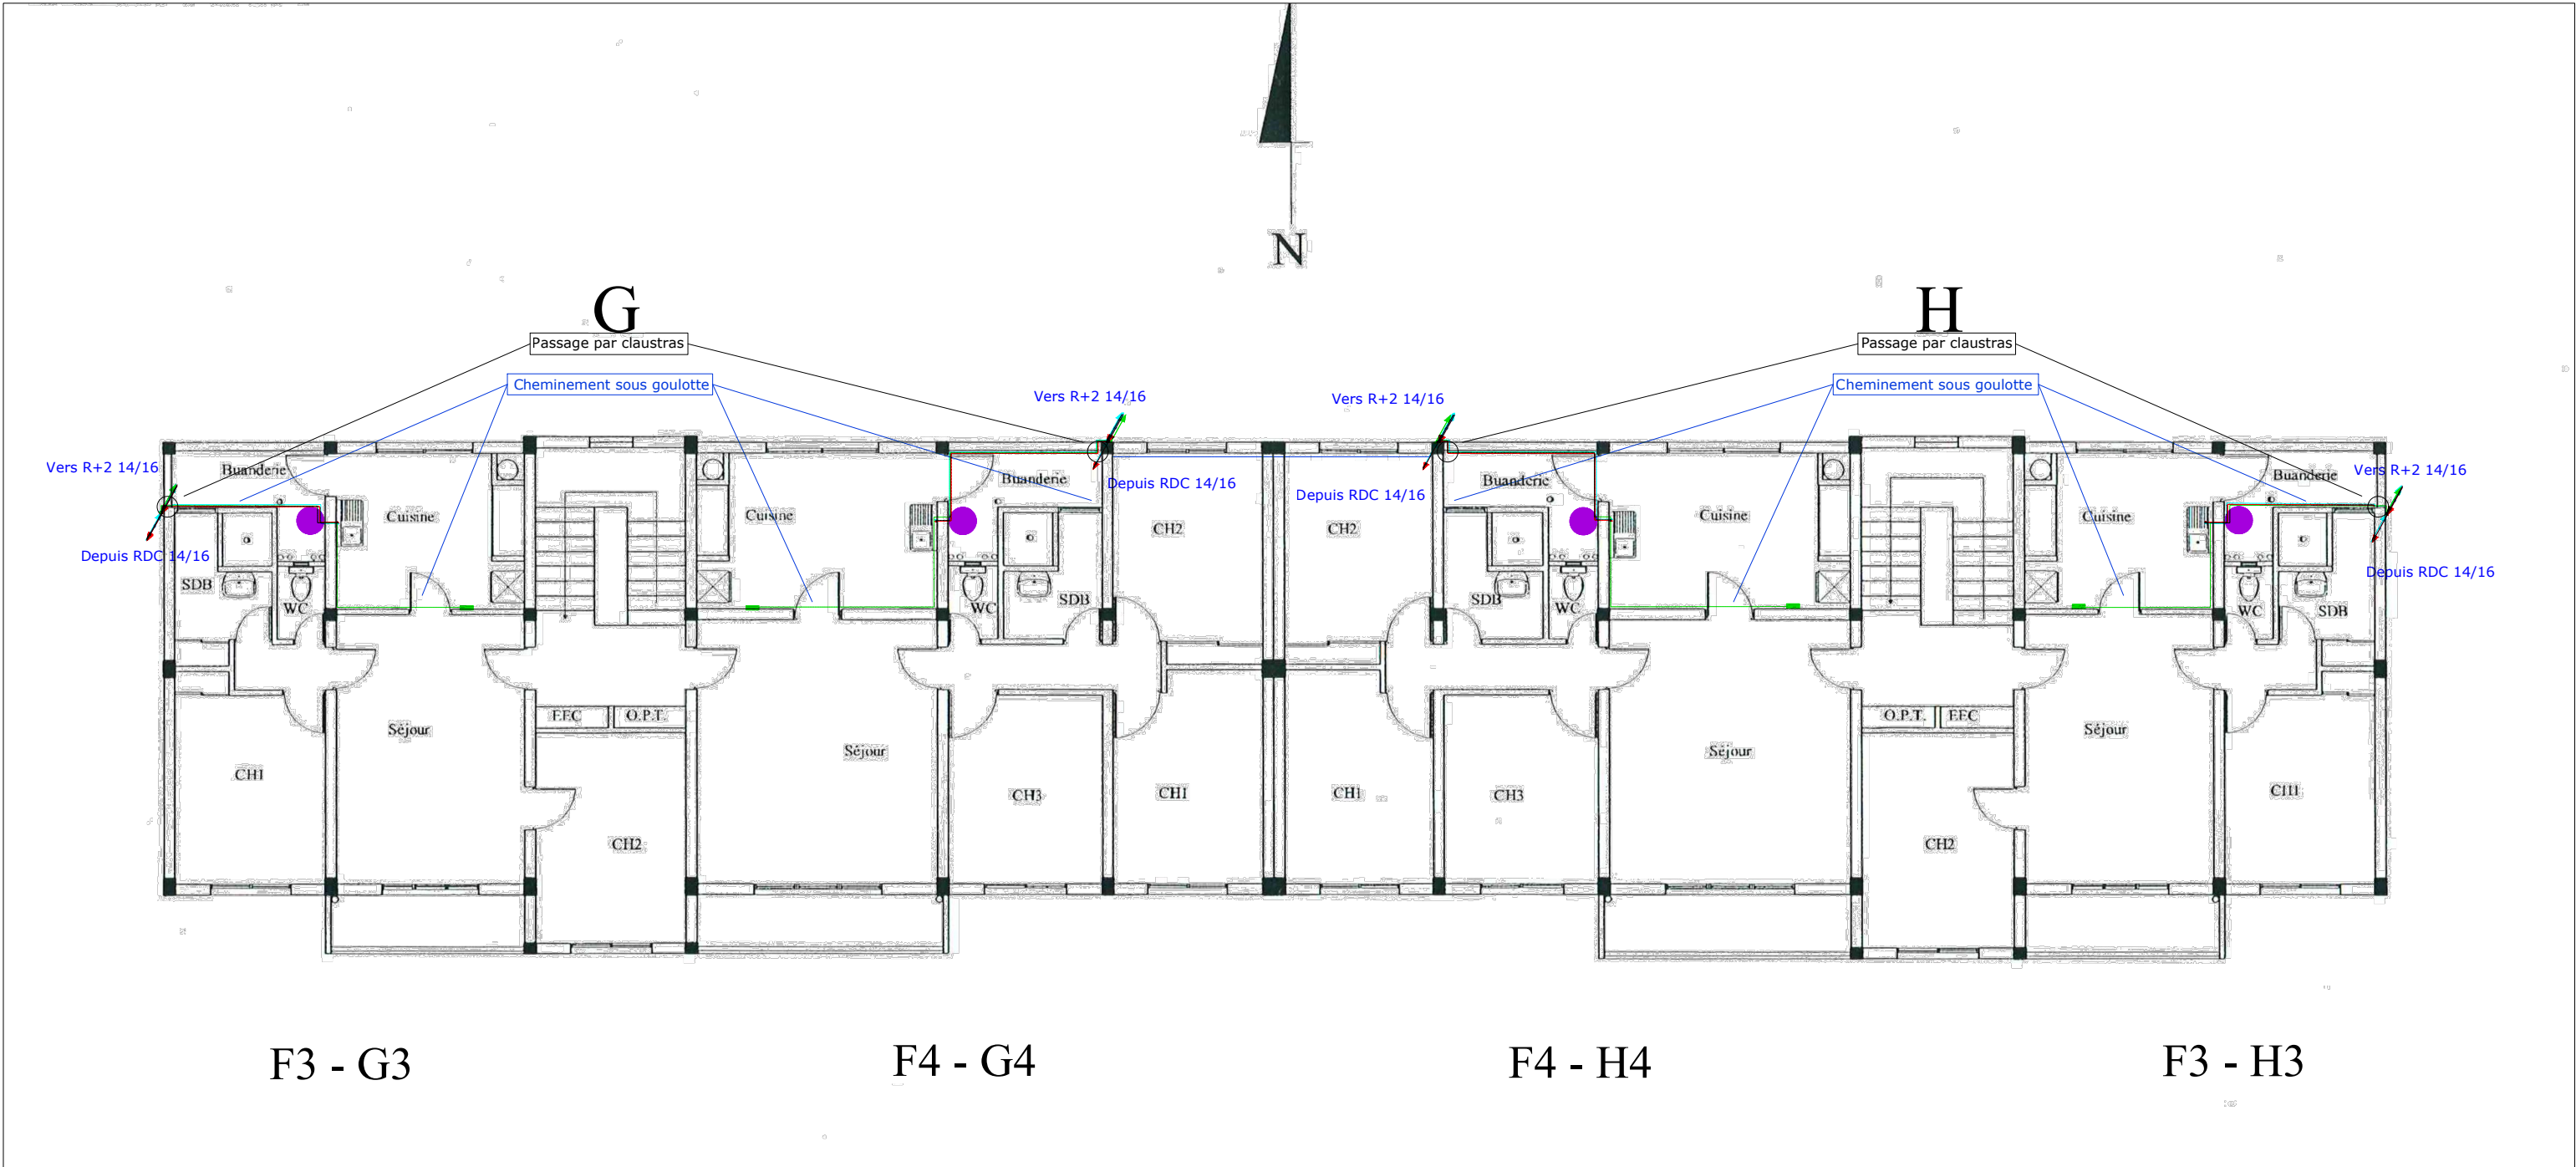 N
G
H
Passage par claustras
Passage par claustras
Cheminement sous goulotte
Cheminement sous goulotte
Vers R+2 14/16
Vers R+2 14/16
Vers R+2 14/16
Vers R+2 14/16
Buanderie
Buanderie
Buanderie
Buanderie
Depuis RDC 14/16
Depuis RDC 14/16
Cuisine
Cuisine
Cuisine
Cuisine
CH2
CH2
Depuis RDC 14/16
Depuis RDC 14/16
SDB
WC
WC
SDB
SDB
WC
WC
SDB
EEC
O.P.T.
O.P.T.
EEC
Séjour
Séjour
Séjour
Séjour
CH1
CH3
CH1
CH1
CH3
CH1
CH2
CH2
F3 - G3
F4 - G4
F4 - H4
F3 - H3